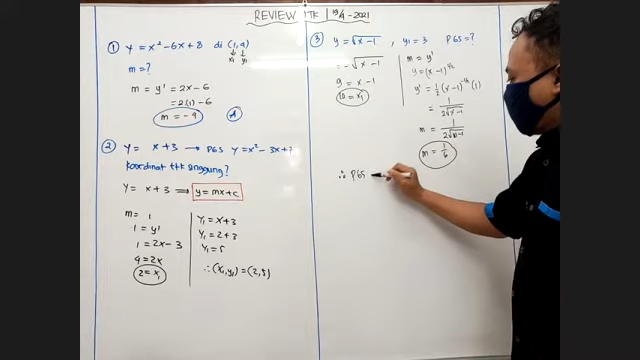 REVIEW MTK | 19/4-2021
① y = x² - 6x + 8 di (1, 4)
x₁ y₁
m = ?
m = y' = 2x - 6
= 2(1) - 6
m = -4
Ⓐ
② y = x + 3 → PGS y = x² - 3x + 7
koordinat ttk singgung?
y = x + 3 ⟹ y = mx + c
m = 1
1 = y'
1 = 2x - 3
4 = 2x
2 = x₁
y₁ = x + 3
y₁ = 2 + 3
y₁ = 5
∴ (x₁, y₁) = (2, 5)
③ y = √x - 1 , y₁ = 3 PGS = ?
= √x - 1
9 = x - 1
10 = x₁
m = y'
y = (x - 1)^1/2
y' = 1/2 (x - 1)^-1/2 (1)
= 1/2√x - 1
m = 1/2√10 - 1
m = 1/6
∴ PGS